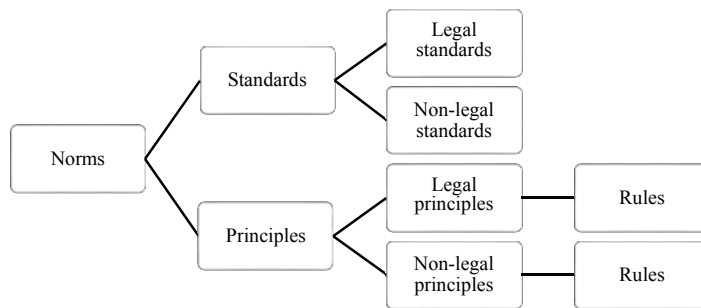 Norms
Standards
Legal
standards
Non-legal
standards
Principles
Legal
principles
Rules
Non-legal
principles
Rules